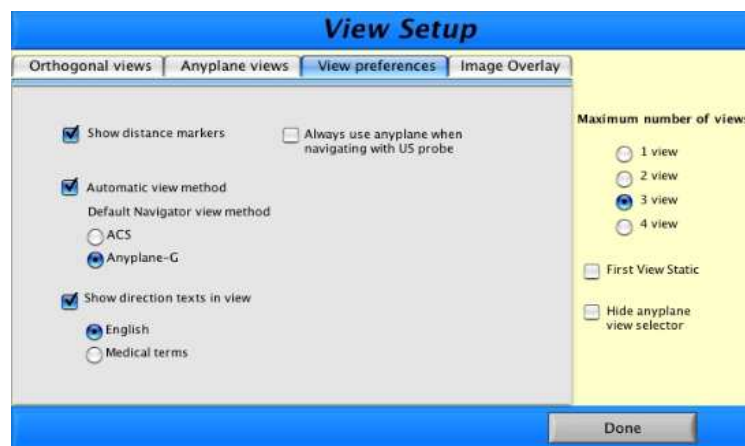 View Setup
Orthogonal views
Anyplane views
View preferences
Image Overlay
Show distance markers
Always use anyplane when
navigating with US probe
Automatic view method
Default Navigator view method
ACS
Anyplane-G
Show direction texts in view
English
Medical terms
Maximum number of views
1 view
2 view
3 view
4 view
First View Static
Hide anyplane
view selector
Done